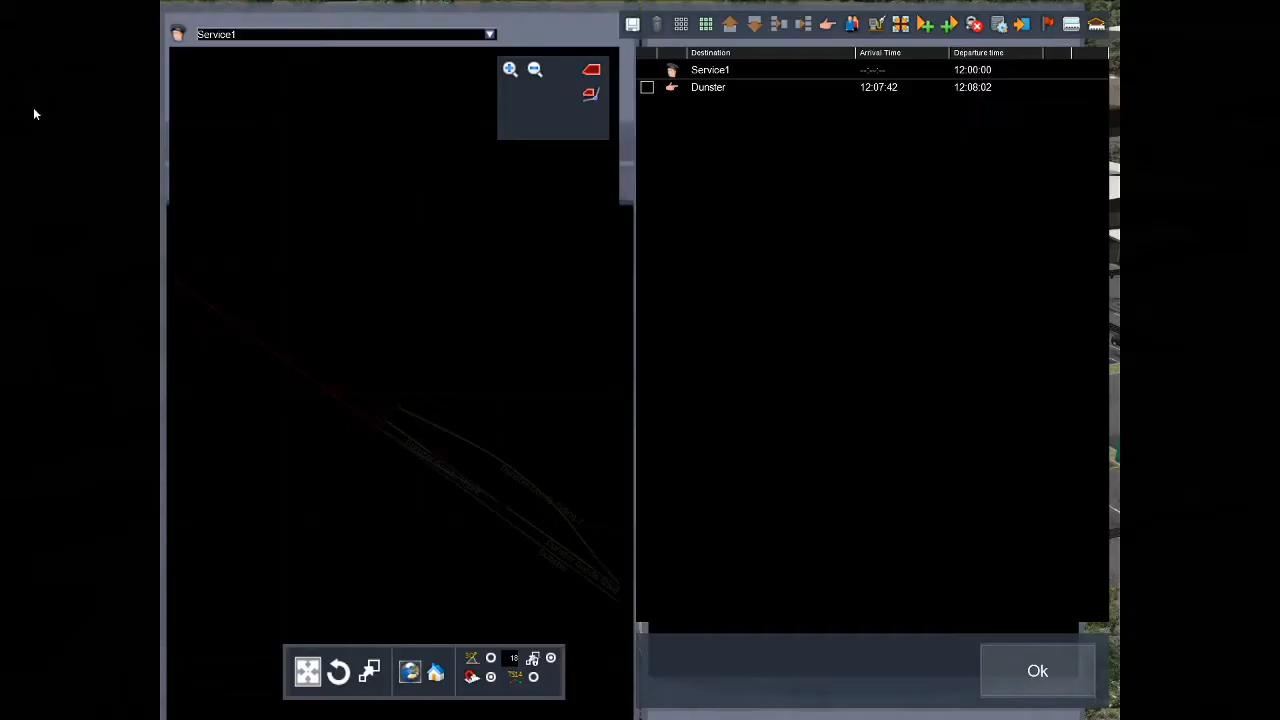 Service1
Destination
Arrival Time
Departure time
Service1
--:--:--
12:00:00
Dunster
12:07:42
12:08:02
18
Ok